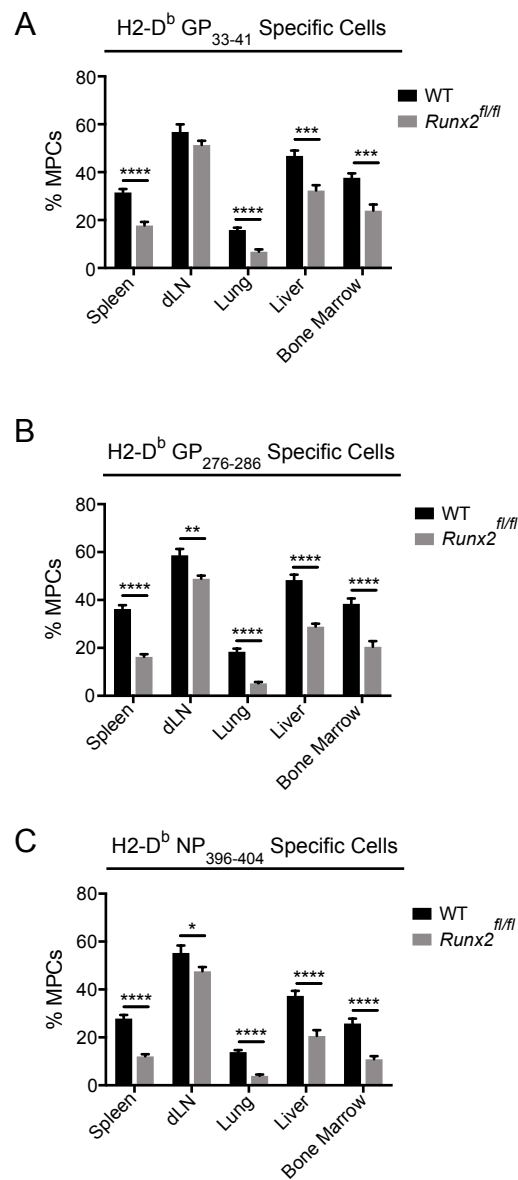 A
H2-Dᵇ GP₃₃₋₄₁ Specific Cells
WT
Runx2ᶠˡ/ᶠˡ
% MPCs
80
60
40
20
0
****
****
***
***
Spleen
dLN
Lung
Liver
Bone Marrow
B
H2-Dᵇ GP₂₇₆₋₂₈₆ Specific Cells
WT
Runx2ᶠˡ/ᶠˡ
% MPCs
80
60
40
20
0
****
**
****
****
****
Spleen
dLN
Lung
Liver
Bone Marrow
C
H2-Dᵇ NP₃₉₆₋₄₀₄ Specific Cells
WT
Runx2ᶠˡ/ᶠˡ
% MPCs
80
60
40
20
0
****
*
****
****
****
Spleen
dLN
Lung
Liver
Bone Marrow